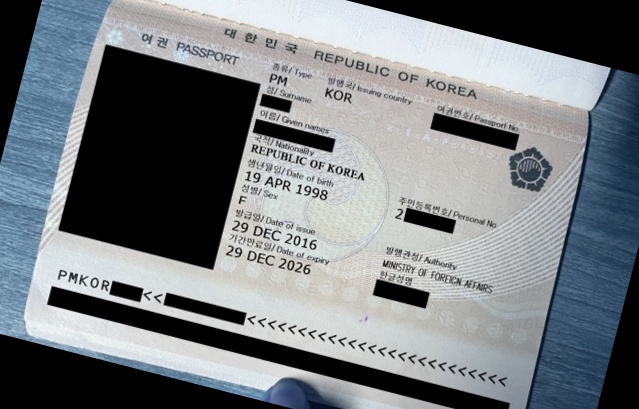 대한민국 REPUBLIC OF KOREA
여권 PASSPORT
종류/ Type 발행국/ Issuing country 여권번호/ Passport No
PM KOR
성/ Surname
이름/ Given names
국적/ Nationality
REPUBLIC OF KOREA
생년월일/ Date of birth 주민등록번호/ Personal No
19 APR 1998 2
성별/ Sex
F
발급일/ Date of issue 발행관청/ Authority
29 DEC 2016 MINISTRY OF FOREIGN AFFAIRS
기간만료일/ Date of expiry 한글성명
29 DEC 2026
PMKOR <<  <<<<<<<<<<<<<<<<<<<<<<<<<<<<